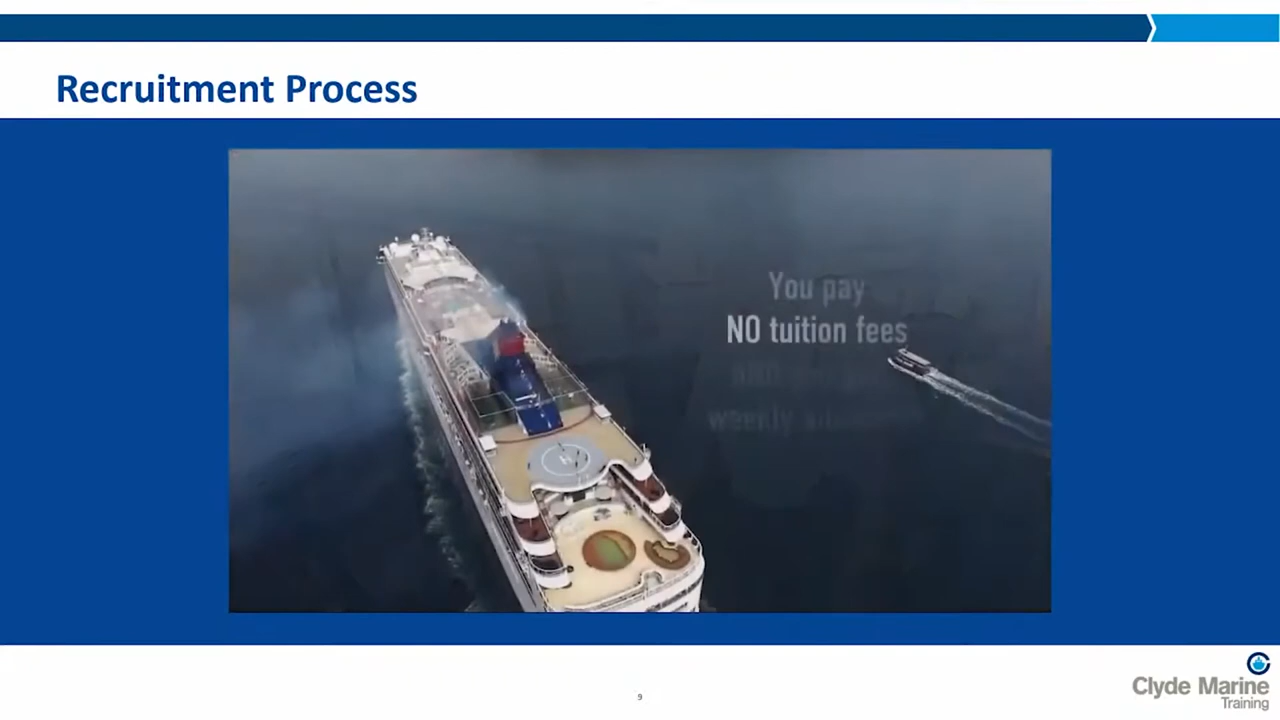 Recruitment Process
You pay
NO tuition fees
weekly
H
9
Clyde Marine
Training